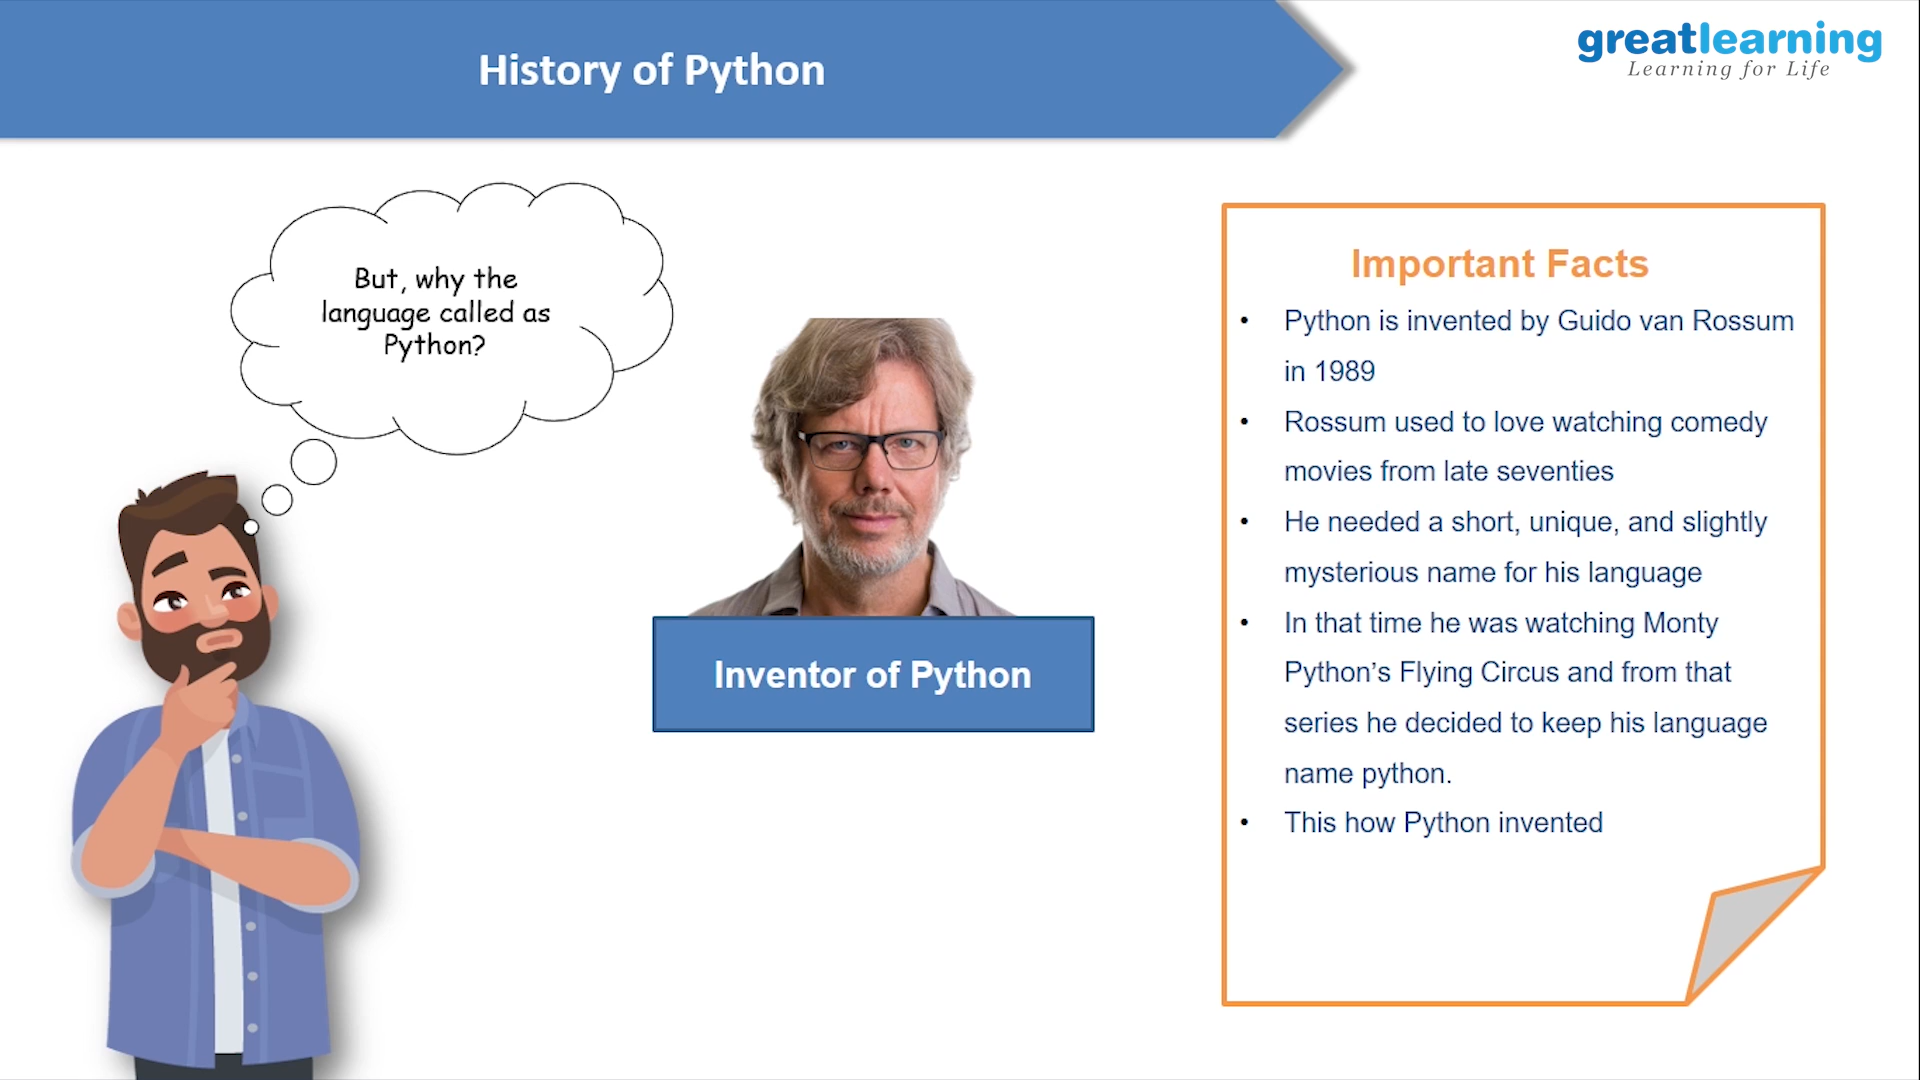 History of Python
greatlearning
Learning for Life
But, why the
language called as
Python?
Inventor of Python
Important Facts
• Python is invented by Guido van Rossum
in 1989
• Rossum used to love watching comedy
movies from late seventies
• He needed a short, unique, and slightly
mysterious name for his language
• In that time he was watching Monty
Python’s Flying Circus and from that
series he decided to keep his language
name python.
• This how Python invented